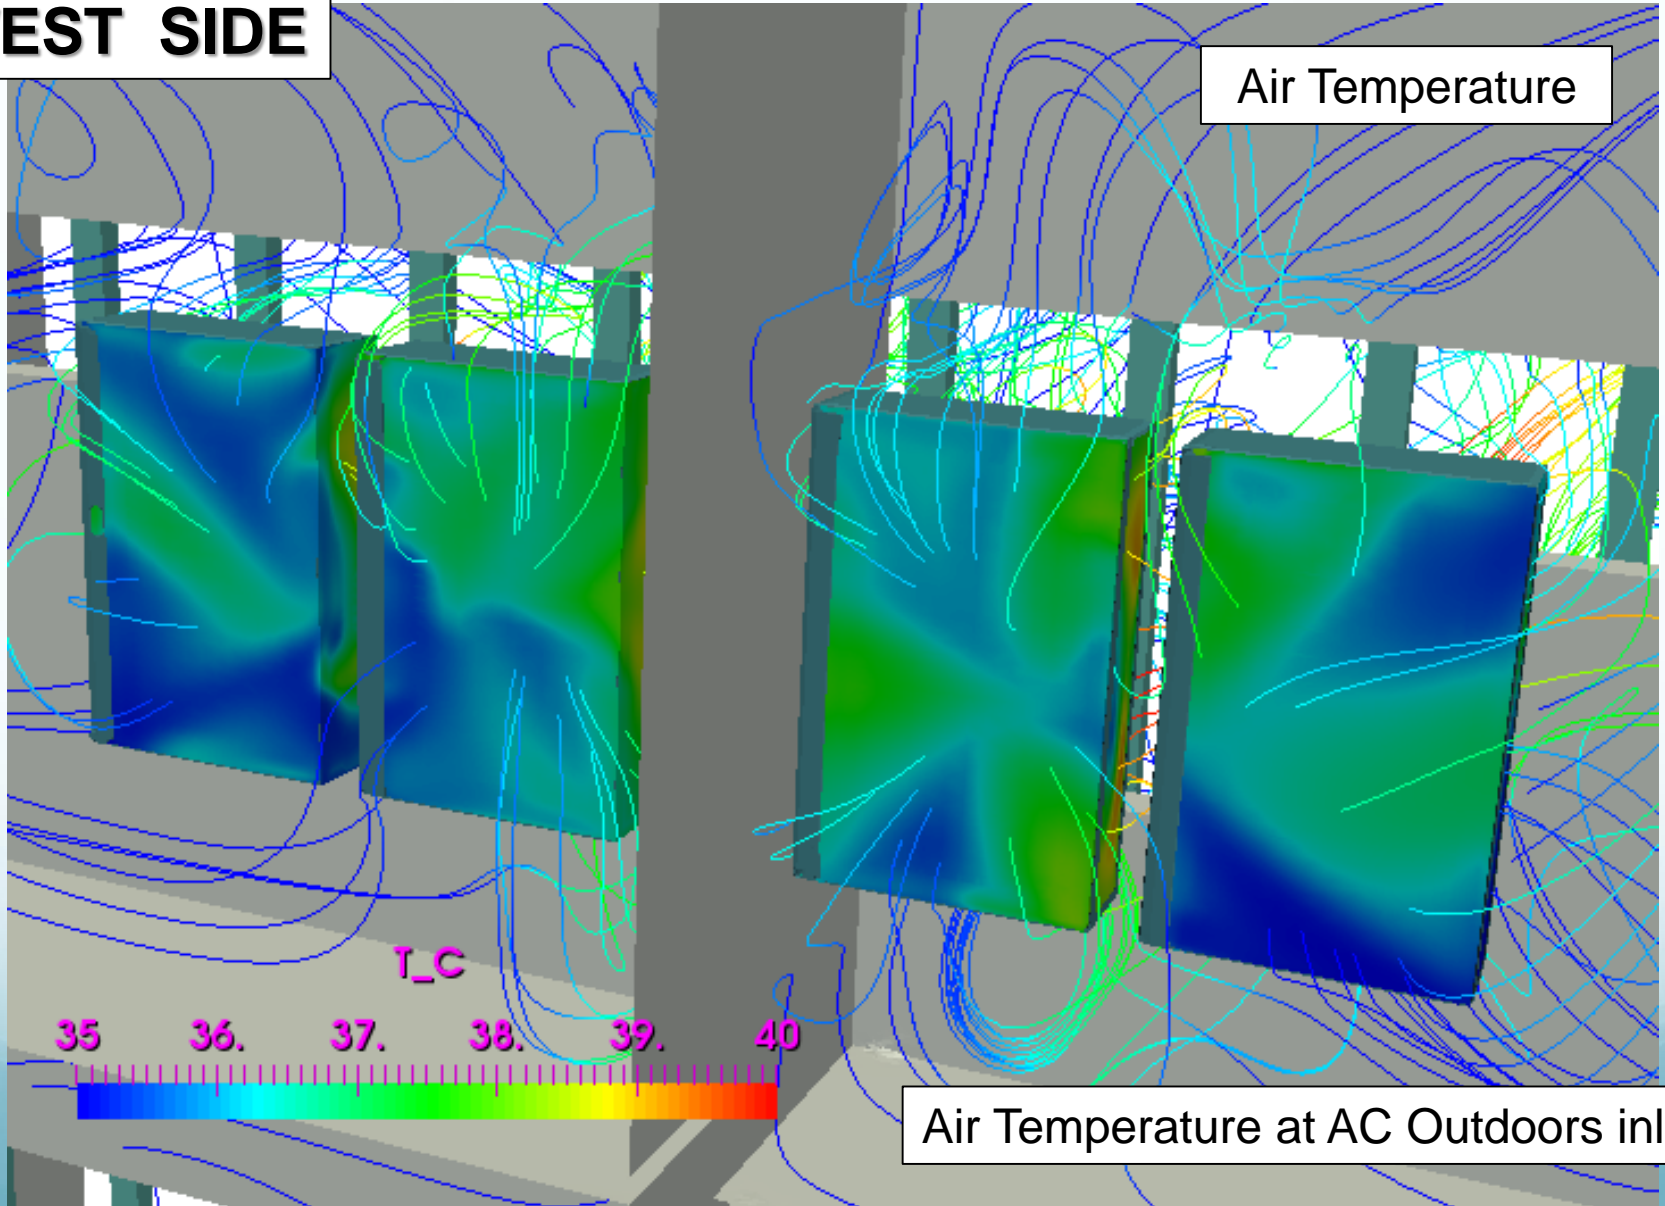 EST SIDE
Air Temperature
T_C
35 36. 37. 38. 39. 40
Air Temperature at AC Outdoors inl